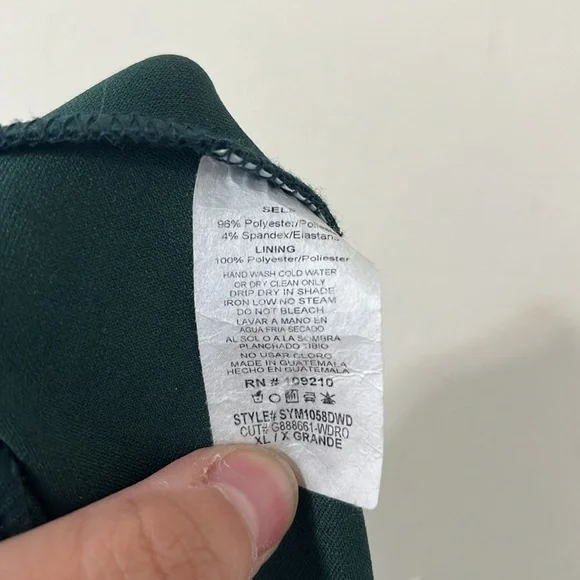 SELF
96% Polyester/Poliester
4% Spandex/Elastano
LINING
100% Polyester/Poliester
HAND WASH COLD WATER
OR DRY CLEAN ONLY
DRIP DRY IN SHADE
IRON LOW NO STEAM
DO NOT BLEACH
LAVAR A MANO EN
AGUA FRIA SECADO
AL SOL O A LA SOMBRA
PLANCHADO TIBIO
NO USAR CLORO
MADE IN GUATEMALA
HECHO EN GUATEMALA
RN # 109210
STYLE# SYM1058DWD
CUT# G888661-WDRO
XL / X GRANDE